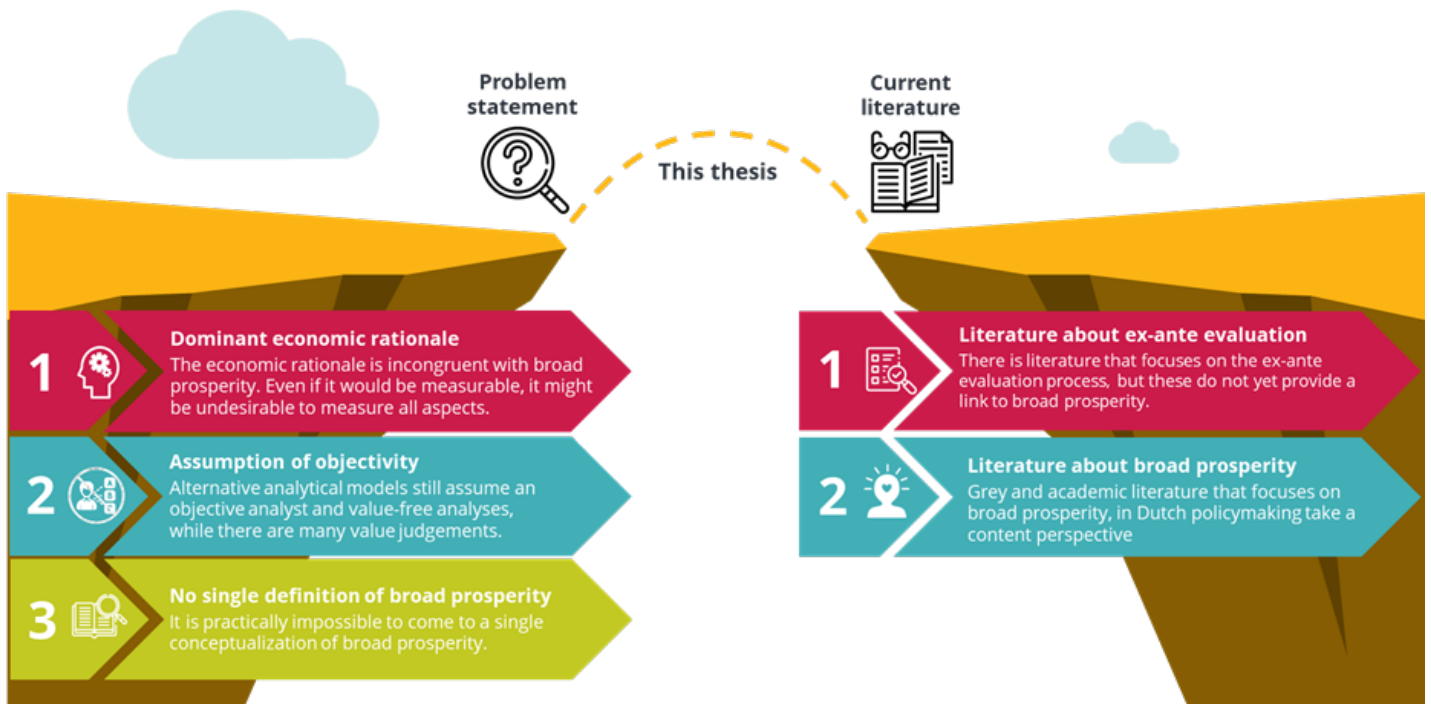 Problem
statement
Current
literature
This thesis
1
Dominant economic rationale
The economic rationale is incongruent with broad
prosperity. Even if it would be measurable, it might
be undesirable to measure all aspects.
2
Assumption of objectivity
Alternative analytical models still assume an
objective analyst and value-free analyses,
while there are many value judgements.
3
No single definition of broad prosperity
It is practically impossible to come to a single
conceptualization of broad prosperity.
1
Literature about ex-ante evaluation
There is literature that focuses on the ex-ante
evaluation process, but these do not yet provide a
link to broad prosperity.
2
Literature about broad prosperity
Grey and academic literature that focuses on
broad prosperity, in Dutch policymaking take a
content perspective